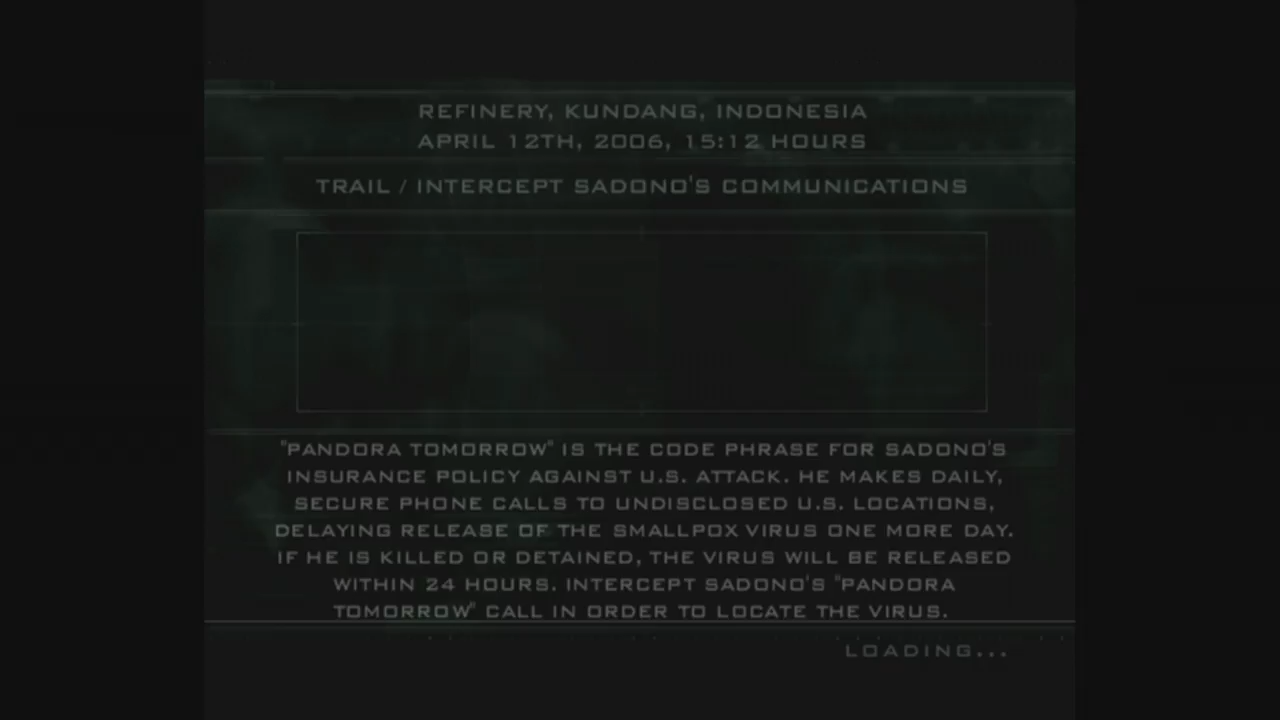 REFINERY, KUNDANG, INDONESIA
APRIL 12TH, 2006, 15:12 HOURS
TRAIL / INTERCEPT SADONO'S COMMUNICATIONS
"PANDORA TOMORROW" IS THE CODE PHRASE FOR SADONO'S
INSURANCE POLICY AGAINST U.S. ATTACK. HE MAKES DAILY,
SECURE PHONE CALLS TO UNDISCLOSED U.S. LOCATIONS,
DELAYING RELEASE OF THE SMALLPOX VIRUS ONE MORE DAY.
IF HE IS KILLED OR DETAINED, THE VIRUS WILL BE RELEASED
WITHIN 24 HOURS. INTERCEPT SADONO'S "PANDORA
TOMORROW" CALL IN ORDER TO LOCATE THE VIRUS.
LOADING...